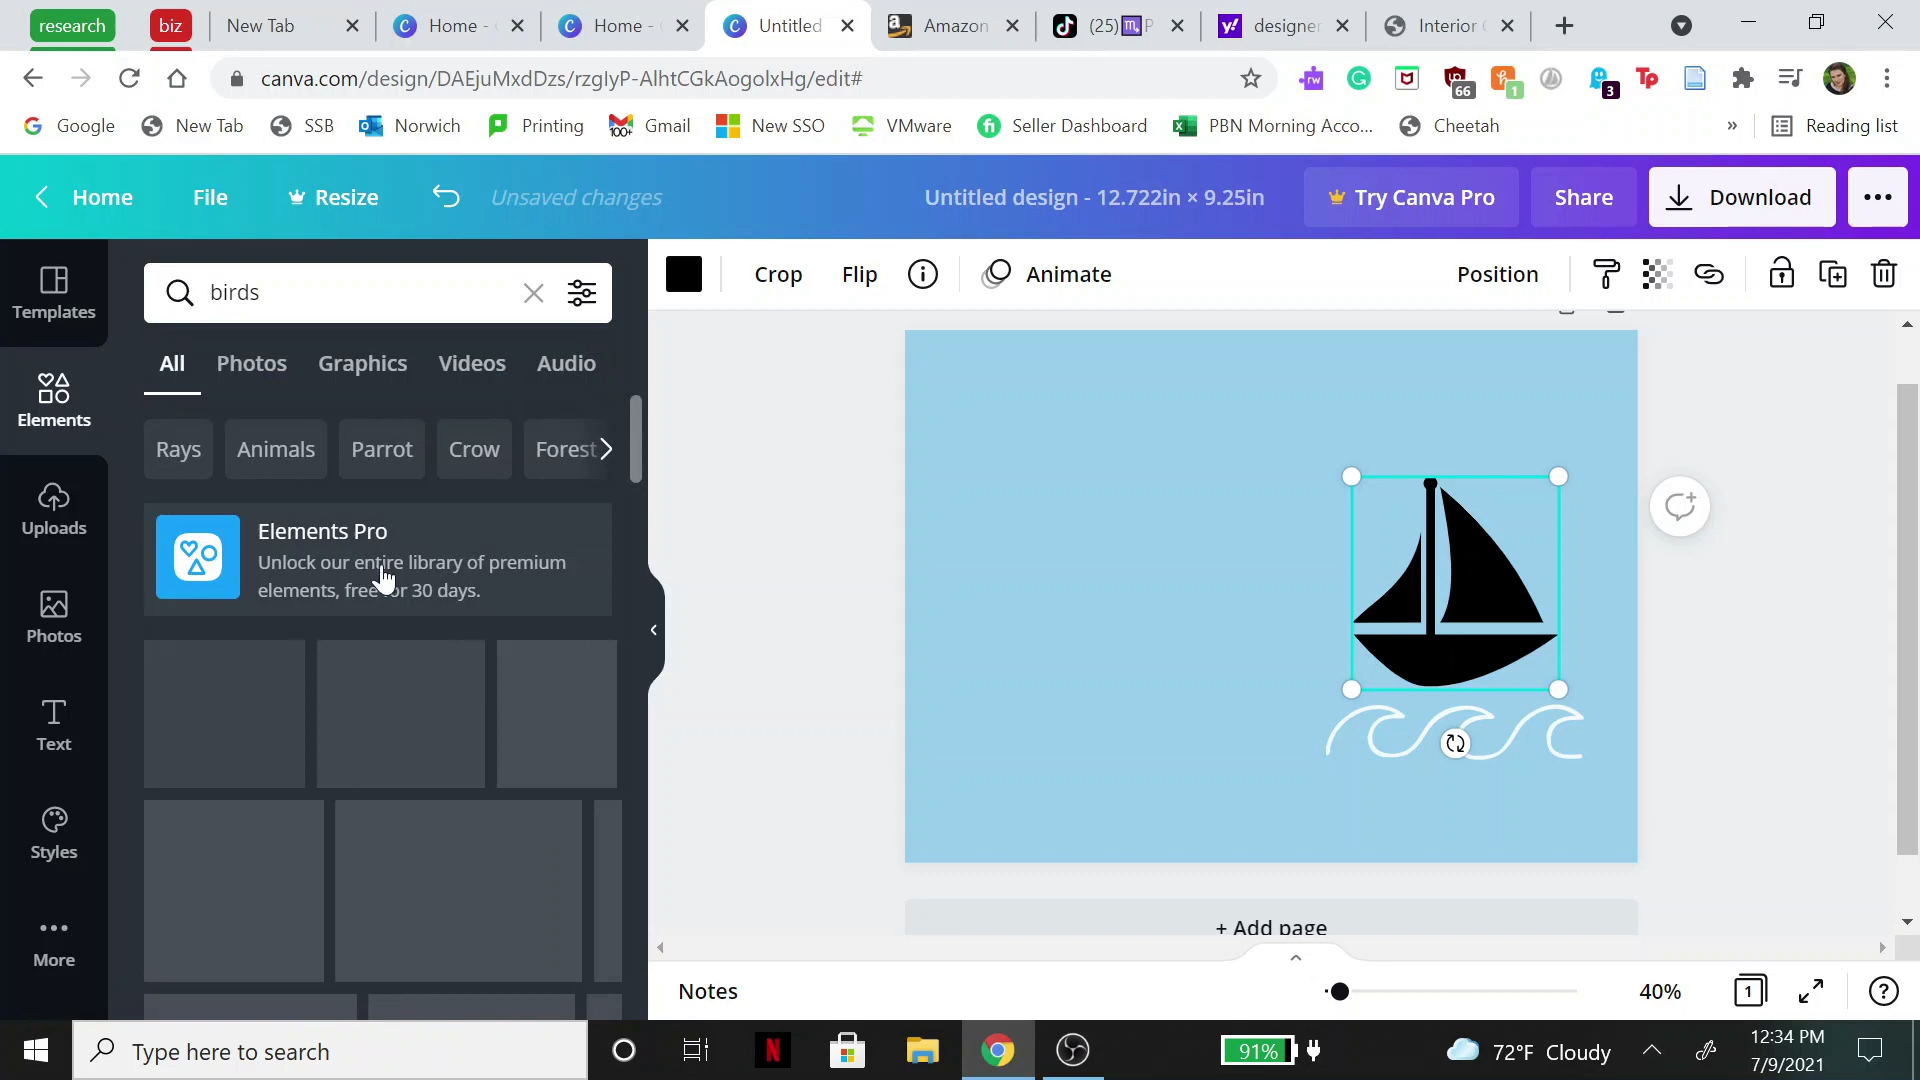 research biz New Tab Home - Home - Untitled Amazon (25) P designer Interior
canva.com/design/DAEjuMxdDzs/rzglyP-AlhtCGkAogolxHg/edit#
66 1 3
Google New Tab SSB Norwich Printing Gmail New SSO VMware Seller Dashboard PBN Morning Acco... Cheetah » Reading list
Home File Resize Unsaved changes Untitled design - 12.722in × 9.25in Try Canva Pro Share Download
birds
Crop Flip Animate Position
Templates
All Photos Graphics Videos Audio
Elements
Rays Animals Parrot Crow Forest
Elements Pro
Unlock our entire library of premium
elements, free for 30 days.
Uploads
Photos
Text
Styles
More
+ Add page
Notes 40% 1
Type here to search
91%
72°F Cloudy
12:34 PM
7/9/2021